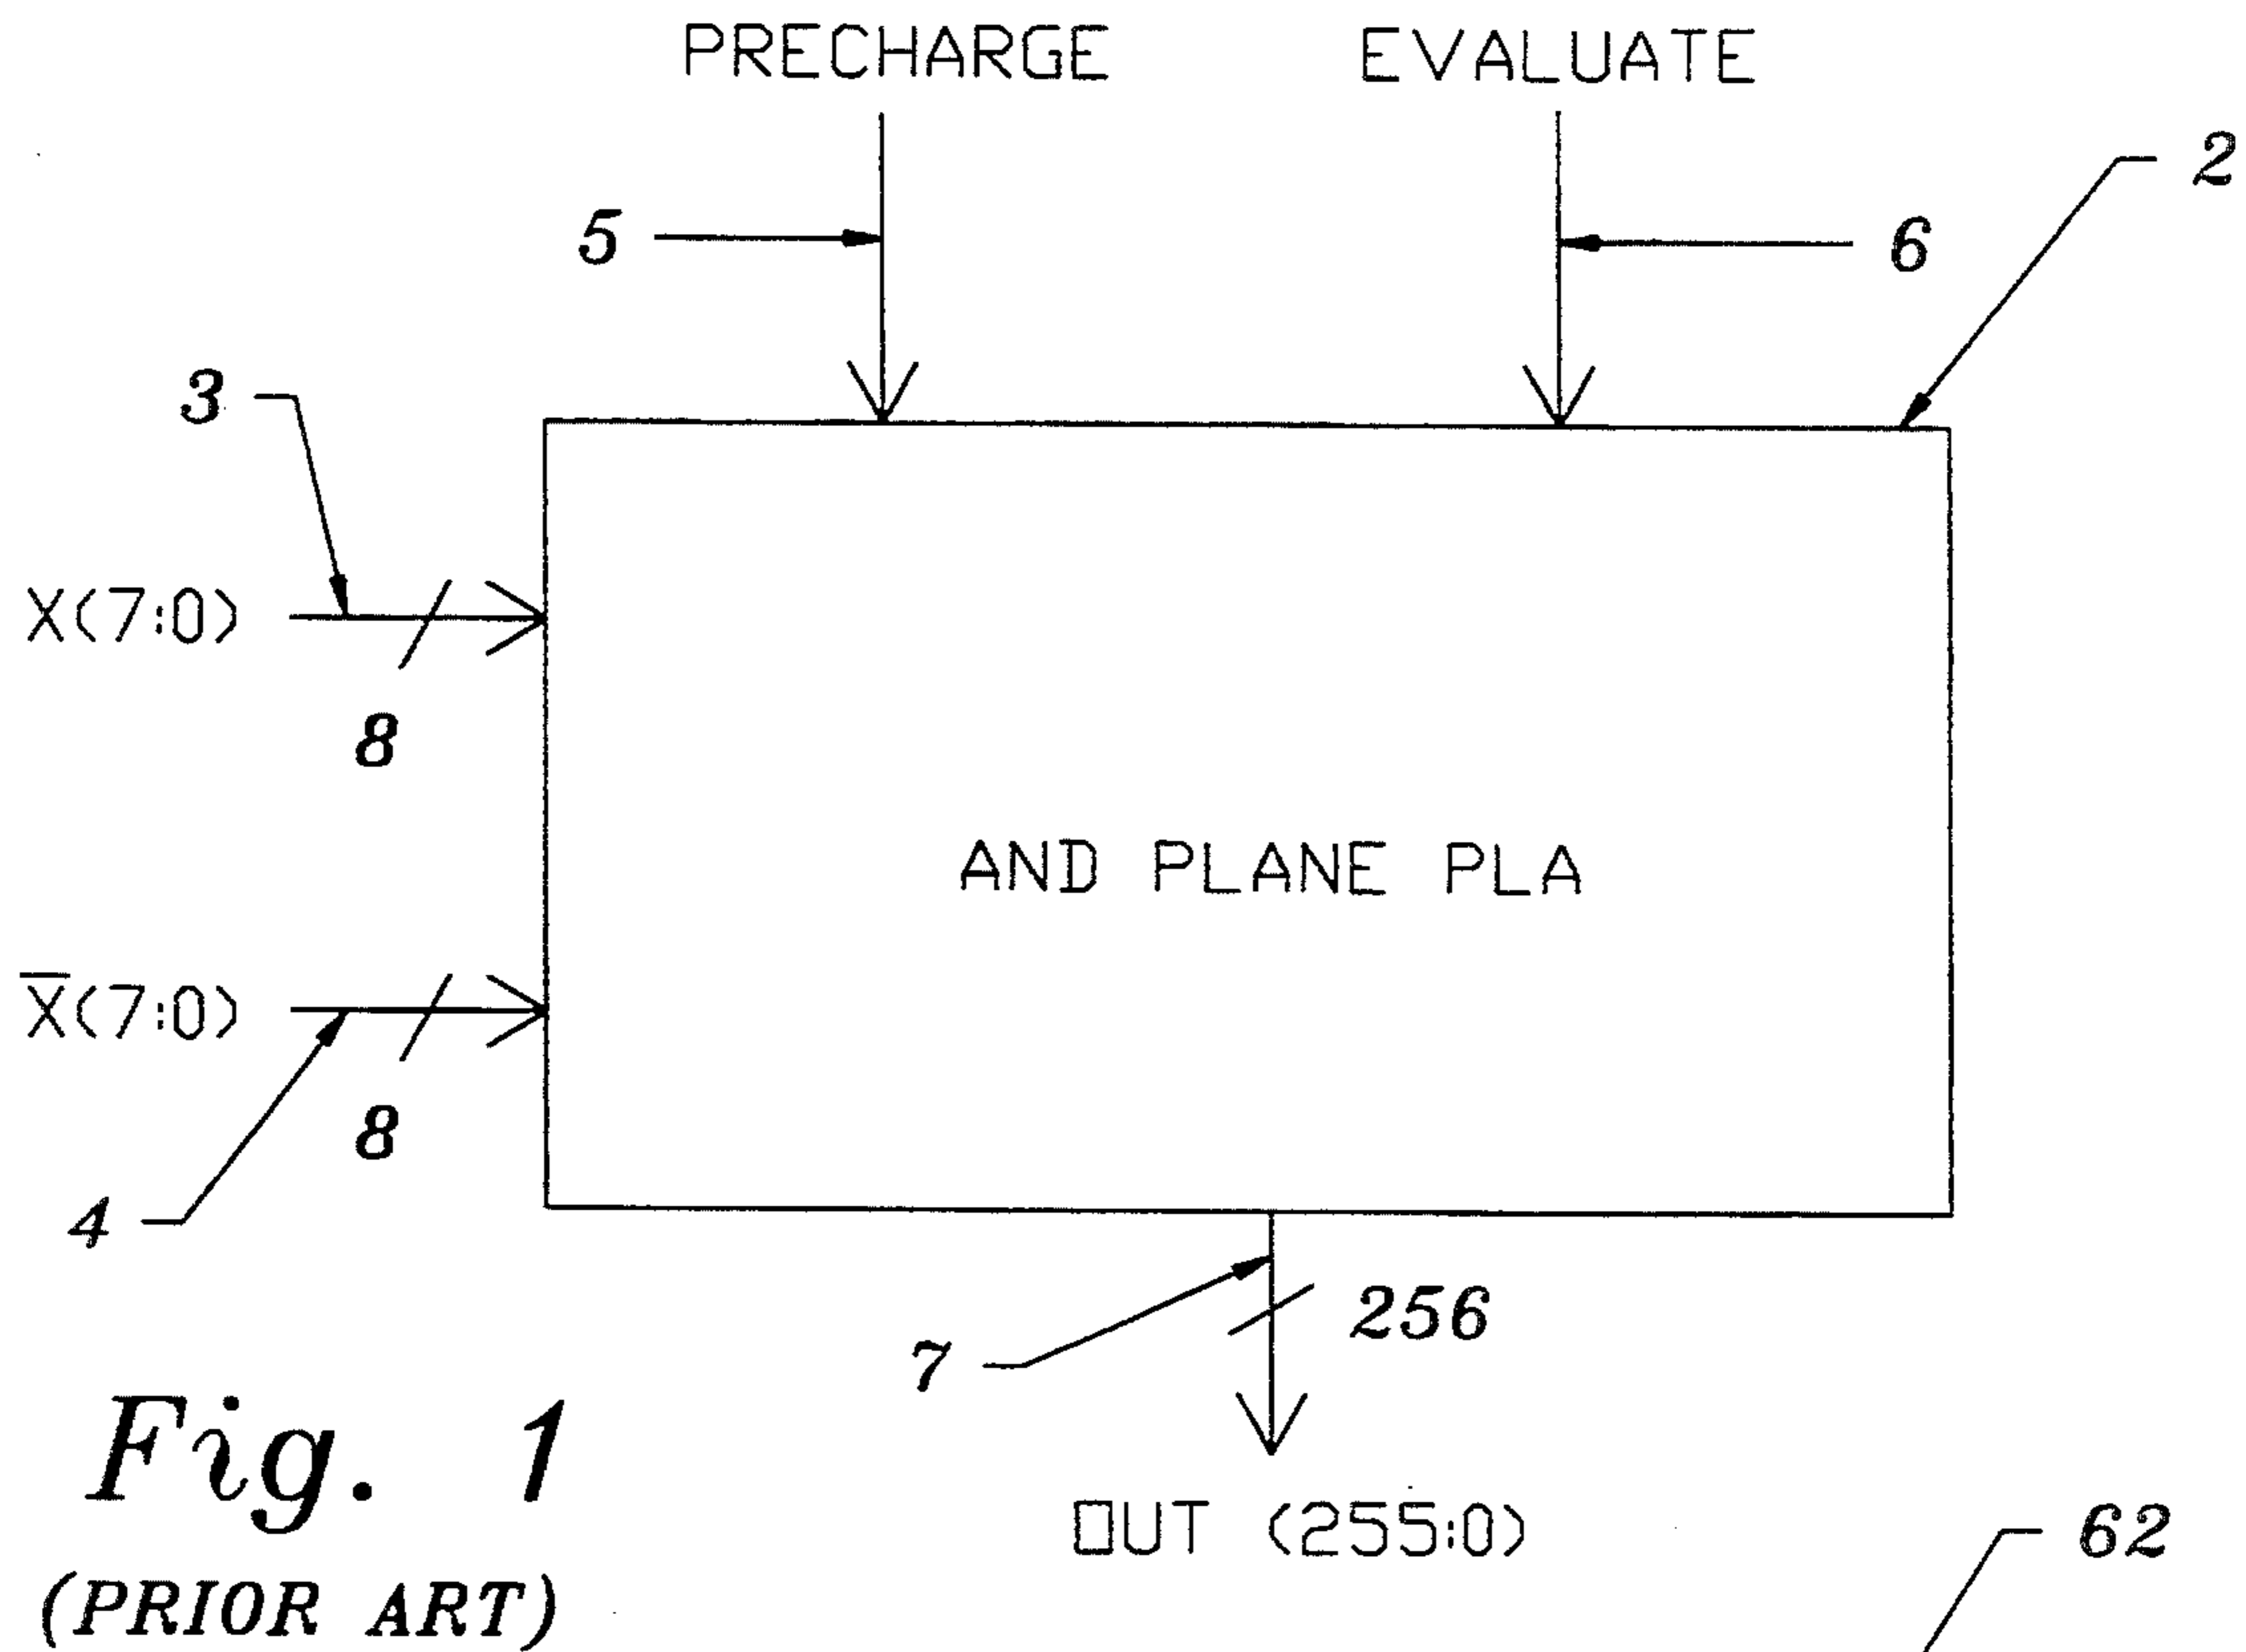 PRECHARGE
EVALUATE
2
5
6
3
X(7:0)
8
AND PLANE PLA
X̅(7:0)
8
4
7
256
OUT (255:0)
Fig. 1
(PRIOR ART)
62